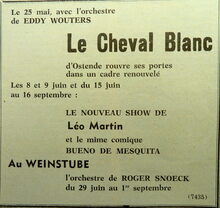 Le 25 mai, avec l'orchestre
de EDDY WOUTERS
Le Cheval Blanc
d'Ostende rouvre ses portes
dans un cadre renouvelé
Les 8 et 9 juin et du 15 juin
au 16 septembre :
LE NOUVEAU SHOW DE
Léo Martin
et le mime comique
BUENO DE MESQUITA
Au WEINSTUBE
l'orchestre de ROGER SNOECK
du 29 juin au 1er septembre
(7435)